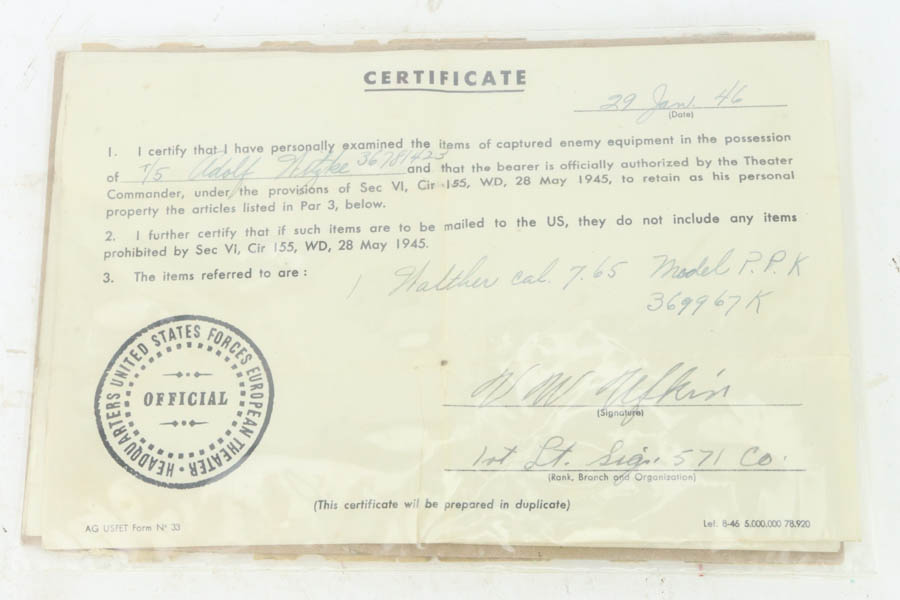 CERTIFICATE
29 Jan. 46
(Date)
1. I certify that I have personally examined the items of captured enemy equipment in the possession
of T/5 Adolf 36781423 and that the bearer is officially authorized by the Theater
Commander, under the provisions of Sec VI, Cir 155, WD, 28 May 1945, to retain as his personal
property the articles listed in Par 3, below.
2. I further certify that if such items are to be mailed to the US, they do not include any items
prohibited by Sec VI, Cir 155, WD, 28 May 1945.
3. The items referred to are :
1 Walther cal. 7.65 Model P.P.K
369967K
HEADQUARTERS UNITED STATES FORCES EUROPEAN THEATER
OFFICIAL
W W
(Signature)
1st Lt. Sig. 571 Co.
(Rank, Branch and Organization)
(This certificate will be prepared in duplicate)
AG USFET Form No 33
Lef. 8-46 5.000.000 78.920